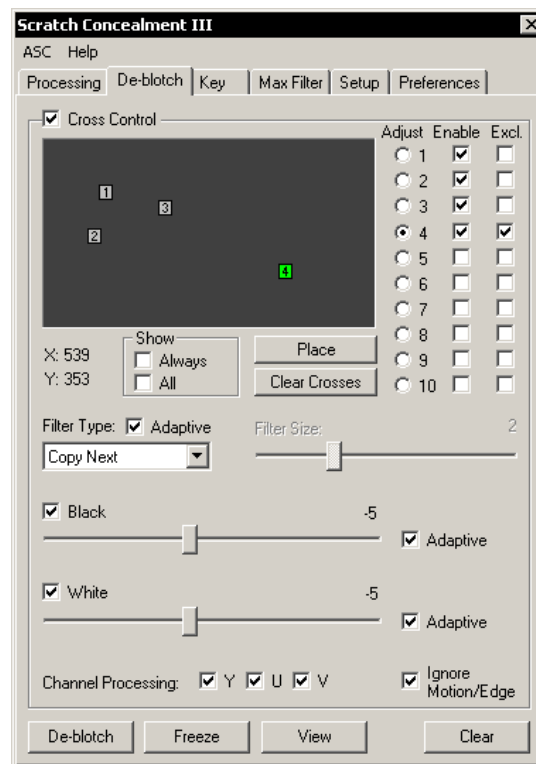 Scratch Concealment III
ASC Help
Processing De-blotch Key Max Filter Setup Preferences
Cross Control
Adjust Enable Excl.
1
2
3
4
5
6
7
8
9
10
1
3
2
4
X: 539
Y: 353
Show
Always
All
Place
Clear Crosses
Filter Type: Adaptive
Copy Next
Filter Size: 2
Black -5
Adaptive
White -5
Adaptive
Channel Processing: Y U V
Ignore
Motion/Edge
De-blotch Freeze View Clear